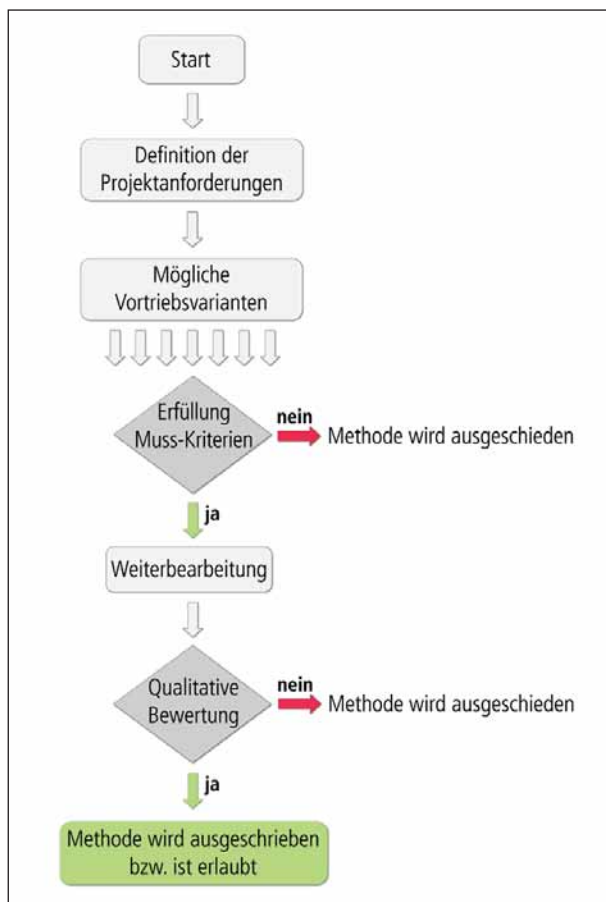 Start
Definition der
Projektanforderungen
Mögliche
Vortriebsvarianten
Erfüllung
Muss-Kriterien
nein
Methode wird ausgeschieden
ja
Weiterbearbeitung
Qualitative
Bewertung
nein
Methode wird ausgeschieden
ja
Methode wird ausgeschrieben
bzw. ist erlaubt